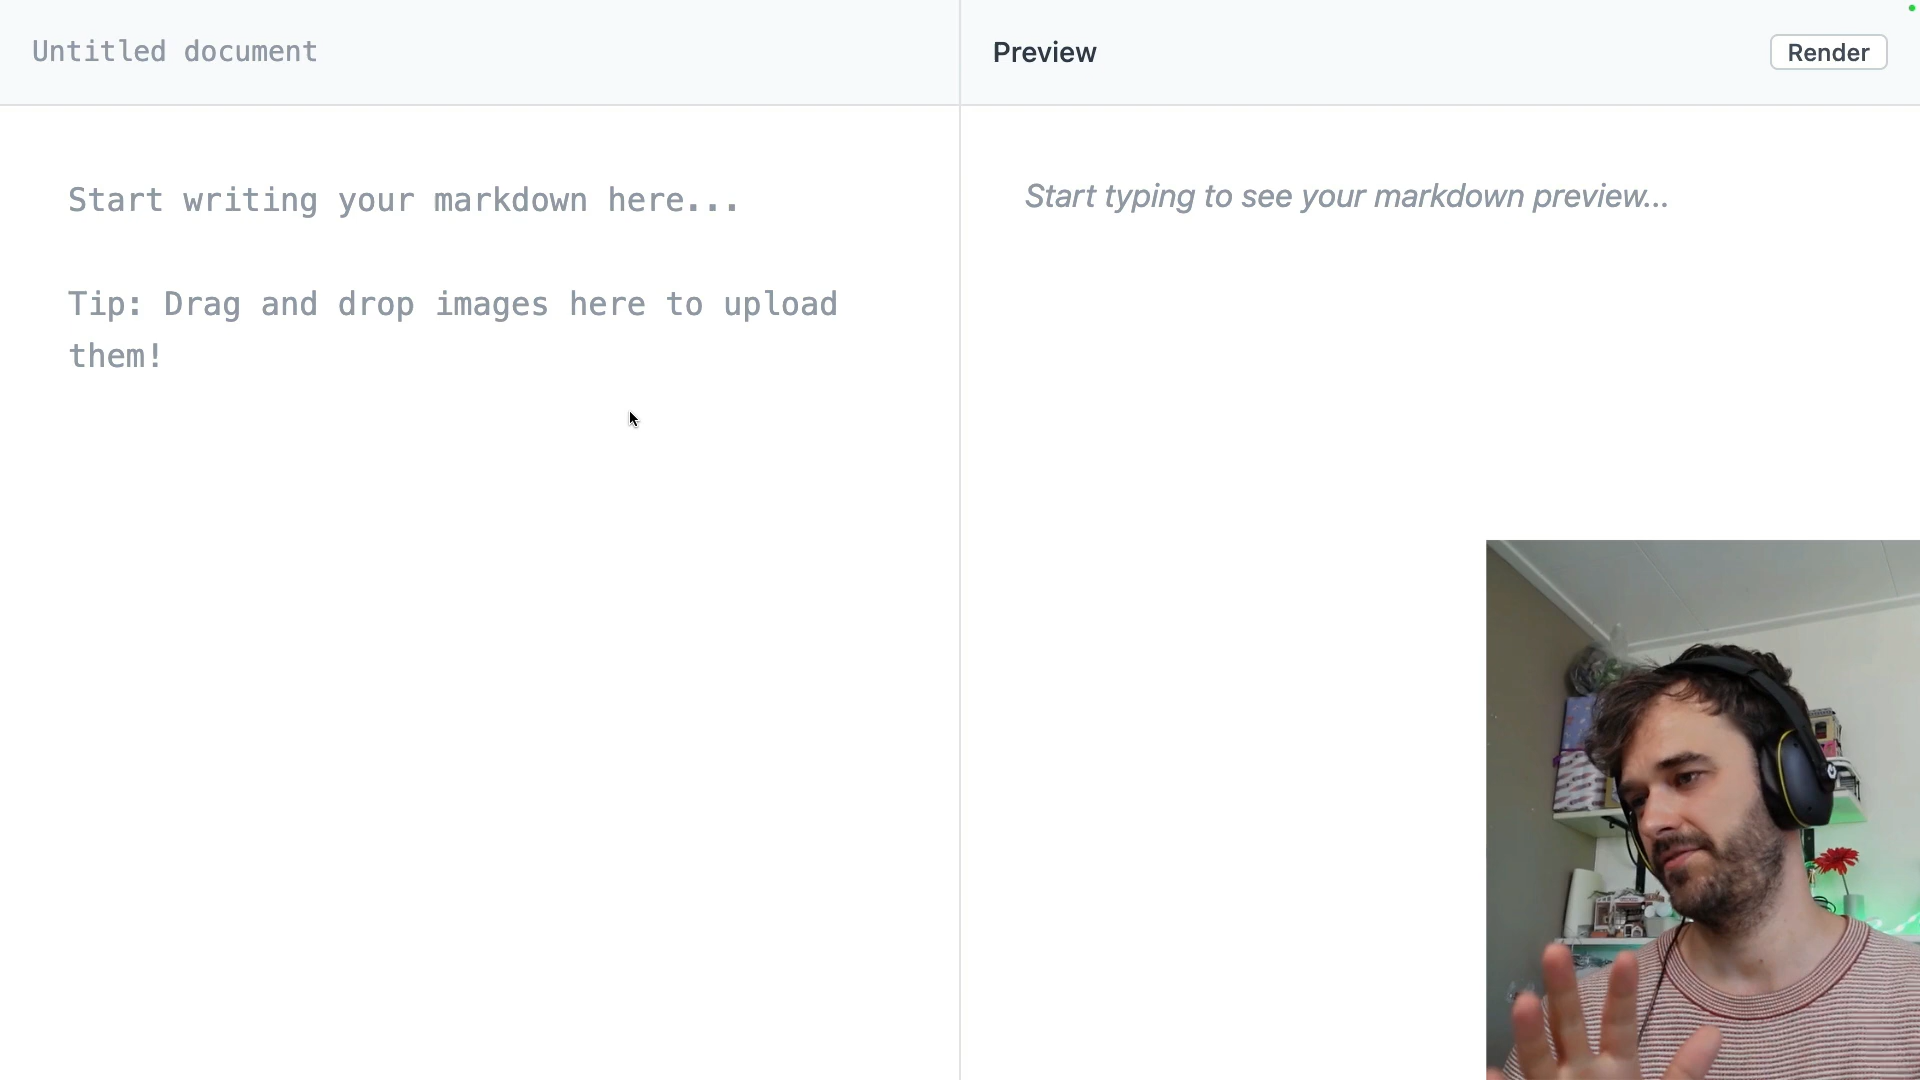 Untitled document
Preview
Render
Start writing your markdown here...
Tip: Drag and drop images here to upload
them!
Start typing to see your markdown preview...